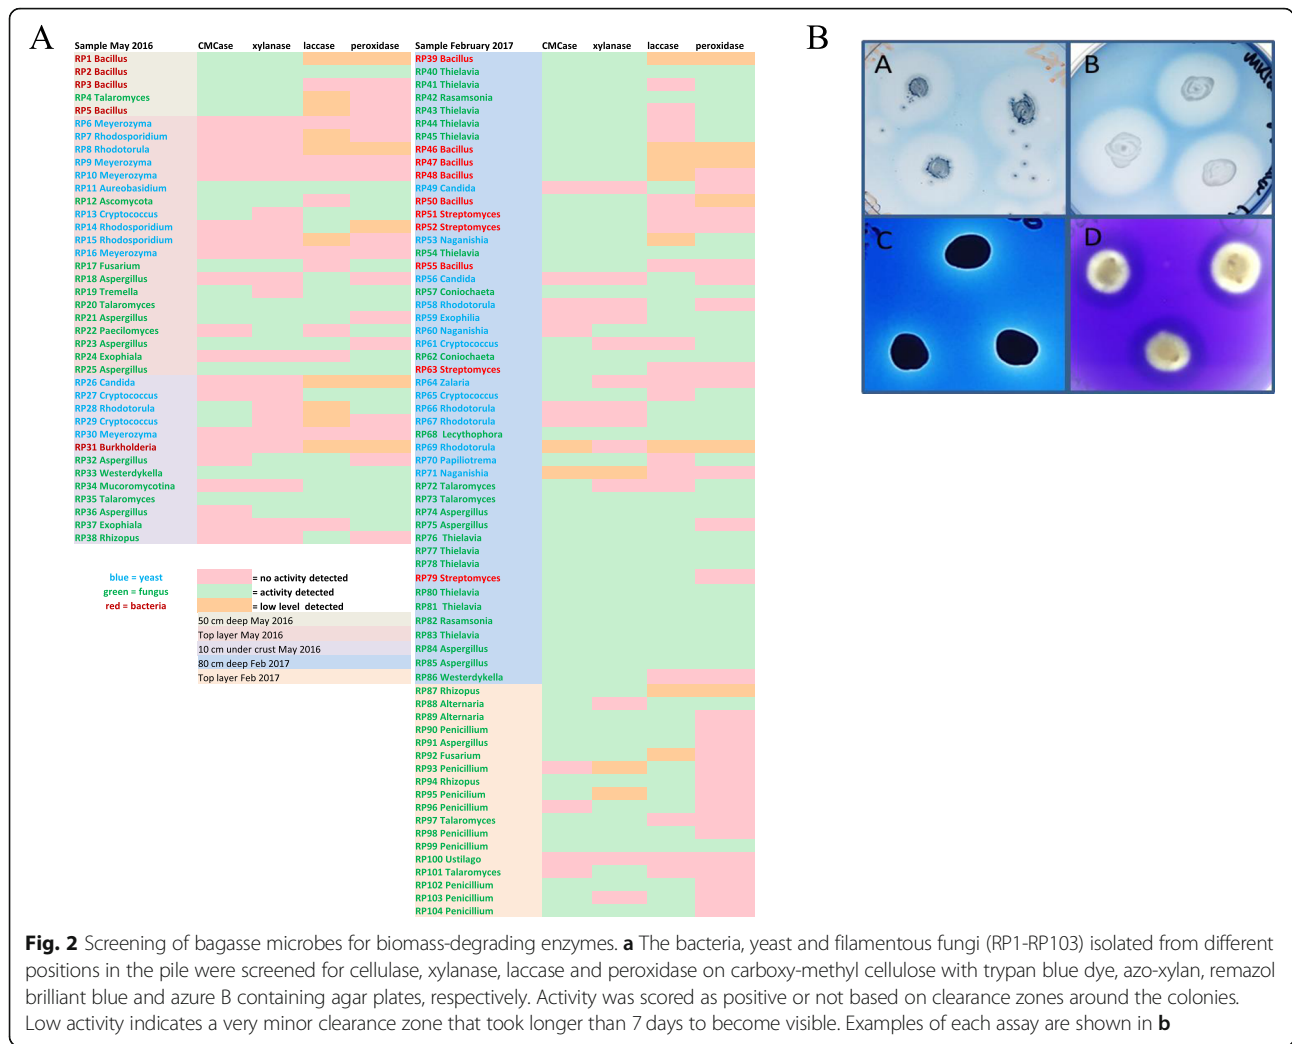 A
B
Sample May 2016 CMCase xylanase laccase peroxidase
RP1 Bacillus
RP2 Bacillus
RP3 Bacillus
RP4 Talaromyces
RP5 Bacillus
RP6 Meyerozyma
RP7 Rhodosporidium
RP8 Rhodotorula
RP9 Meyerozyma
RP10 Meyerozyma
RP11 Aureobasidium
RP12 Ascomycota
RP13 Cryptococcus
RP14 Rhodosporidium
RP15 Rhodosporidium
RP16 Meyerozyma
RP17 Fusarium
RP18 Aspergillus
RP19 Tremella
RP20 Talaromyces
RP21 Aspergillus
RP22 Paecilomyces
RP23 Aspergillus
RP24 Exophiala
RP25 Aspergillus
RP26 Candida
RP27 Cryptococcus
RP28 Rhodotorula
RP29 Cryptococcus
RP30 Meyerozyma
RP31 Burkholderia
RP32 Aspergillus
RP33 Westerdykella
RP34 Mucoromycotina
RP35 Talaromyces
RP36 Aspergillus
RP37 Exophiala
RP38 Rhizopus
blue = yeast = no activity detected
green = fungus = activity detected
red = bacteria = low level detected
50 cm deep May 2016
Top layer May 2016
10 cm under crust May 2016
80 cm deep Feb 2017
Top layer Feb 2017
Sample February 2017 CMCase xylanase laccase peroxidase
RP39 Bacillus
RP40 Thielavia
RP41 Thielavia
RP42 Rasamsonia
RP43 Thielavia
RP44 Thielavia
RP45 Thielavia
RP46 Bacillus
RP47 Bacillus
RP48 Bacillus
RP49 Candida
RP50 Bacillus
RP51 Streptomyces
RP52 Streptomyces
RP53 Naganishia
RP54 Thielavia
RP55 Bacillus
RP56 Candida
RP57 Coniochaeta
RP58 Rhodotorula
RP59 Exophilia
RP60 Naganishia
RP61 Cryptococcus
RP62 Coniochaeta
RP63 Streptomyces
RP64 Zalaria
RP65 Cryptococcus
RP66 Rhodotorula
RP67 Rhodotorula
RP68 Lecythophora
RP69 Rhodotorula
RP70 Papiliotrema
RP71 Naganishia
RP72 Talaromyces
RP73 Talaromyces
RP74 Aspergillus
RP75 Aspergillus
RP76 Thielavia
RP77 Thielavia
RP78 Thielavia
RP79 Streptomyces
RP80 Thielavia
RP81 Thielavia
RP82 Rasamsonia
RP83 Thielavia
RP84 Aspergillus
RP85 Aspergillus
RP86 Westerdykella
RP87 Rhizopus
RP88 Alternaria
RP89 Alternaria
RP90 Penicillium
RP91 Aspergillus
RP92 Fusarium
RP93 Penicillium
RP94 Rhizopus
RP95 Penicilium
RP96 Penicillium
RP97 Talaromyces
RP98 Penicillium
RP99 Penicillium
RP100 Ustilago
RP101 Talaromyces
RP102 Penicillium
RP103 Penicillium
RP104 Penicillium
A
B
C
D
Fig. 2 Screening of bagasse microbes for biomass-degrading enzymes. a The bacteria, yeast and filamentous fungi (RP1-RP103) isolated from different
positions in the pile were screened for cellulase, xylanase, laccase and peroxidase on carboxy-methyl cellulose with trypan blue dye, azo-xylan, remazol
brilliant blue and azure B containing agar plates, respectively. Activity was scored as positive or not based on clearance zones around the colonies.
Low activity indicates a very minor clearance zone that took longer than 7 days to become visible. Examples of each assay are shown in b